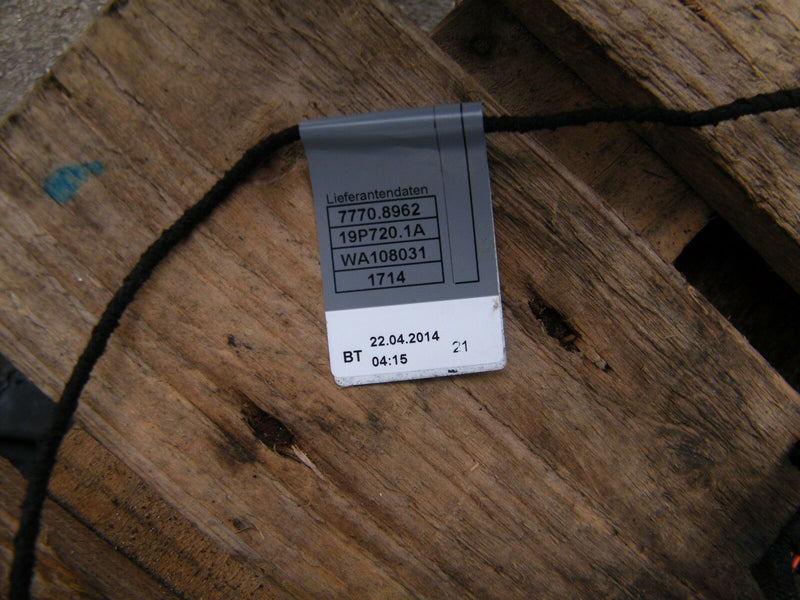 Lieferantendaten
7770.8962
19P720.1A
WA108031
1714
BT 22.04.2014 21
04:15